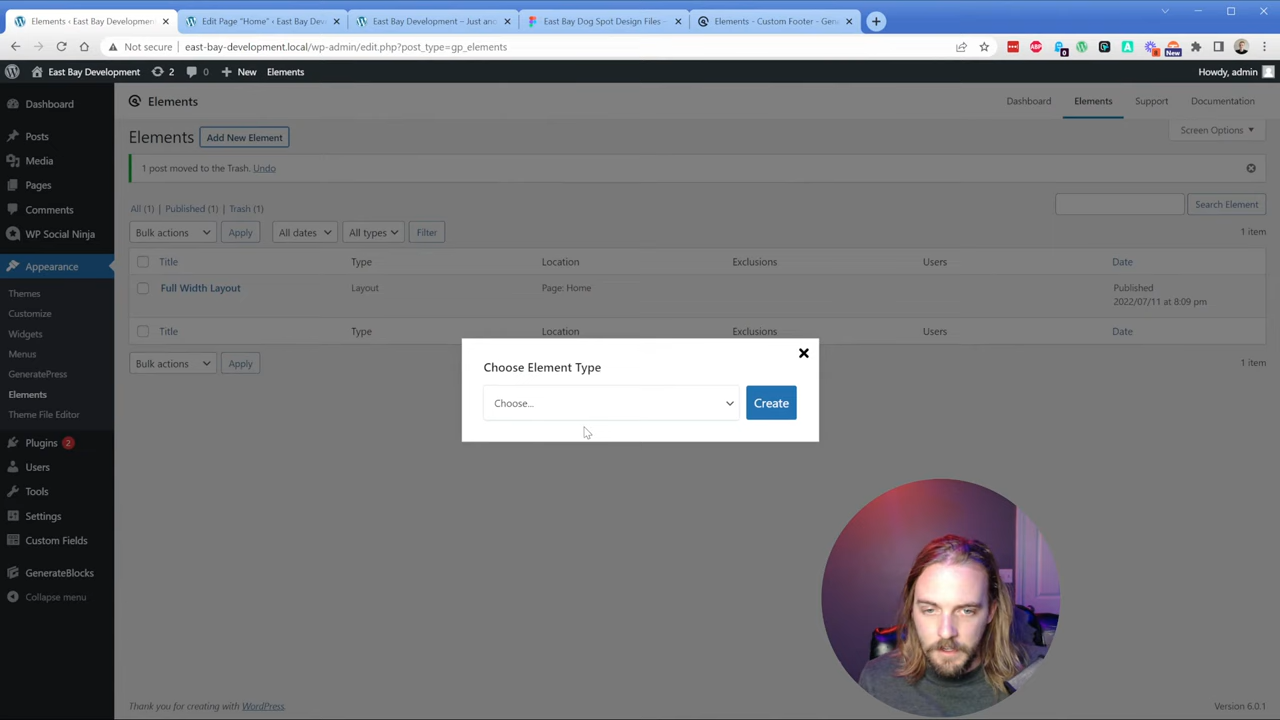 Elements ‹ East Bay Development
Edit Page “Home” ‹ East Bay Dev
East Bay Development – Just ano
East Bay Dog Spot Design Files –
Elements - Custom Footer - Gen
Not secure
east-bay-development.local/wp-admin/edit.php?post_type=gp_elements
New
East Bay Development
2
0
New
Elements
Howdy, admin
Dashboard
Posts
Media
Pages
Comments
WP Social Ninja
Appearance
Themes
Customize
Widgets
Menus
GeneratePress
Elements
Theme File Editor
Plugins 2
Users
Tools
Settings
Custom Fields
GenerateBlocks
Collapse menu
Elements
Dashboard
Elements
Support
Documentation
Elements
Add New Element
Screen Options
1 post moved to the Trash. Undo
All (1) | Published (1) | Trash (1)
Search Element
Bulk actions
Apply
All dates
All types
Filter
1 item
Title
Type
Location
Exclusions
Users
Date
Full Width Layout
Layout
Page: Home
Published
2022/07/11 at 8:09 pm
Title
Type
Location
Exclusions
Users
Date
Bulk actions
Apply
1 item
Choose Element Type
Choose...
Create
Thank you for creating with WordPress.
Version 6.0.1